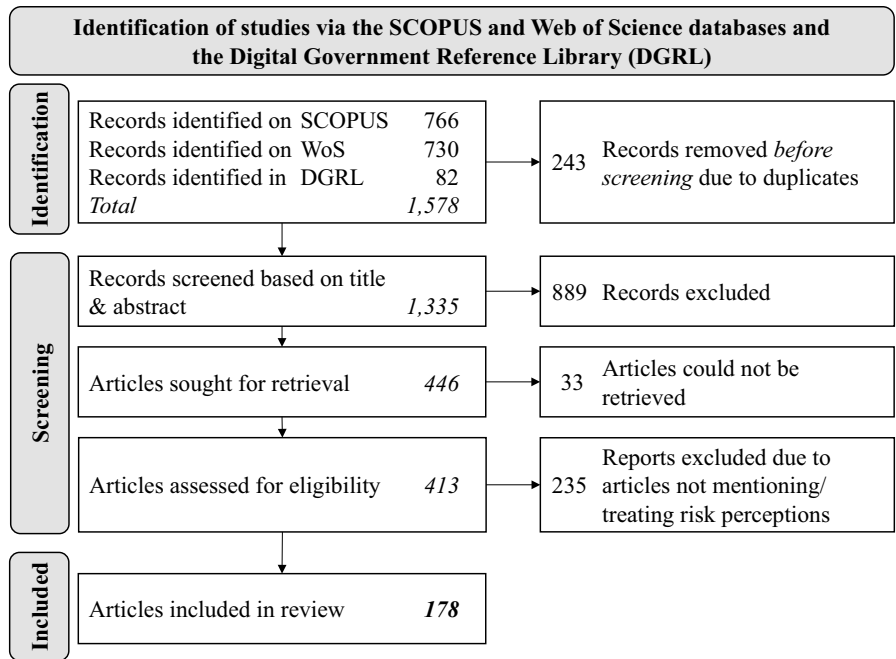 Identification of studies via the SCOPUS and Web of Science databases and
the Digital Government Reference Library (DGRL)
Identification
Records identified on SCOPUS 766
Records identified on WoS 730
Records identified in DGRL 82
Total 1,578
243 Records removed before
screening due to duplicates
Screening
Records screened based on title
& abstract 1,335
889 Records excluded
Articles sought for retrieval 446
33 Articles could not be
retrieved
Articles assessed for eligibility 413
235 Reports excluded due to
articles not mentioning/
treating risk perceptions
Included
Articles included in review 178